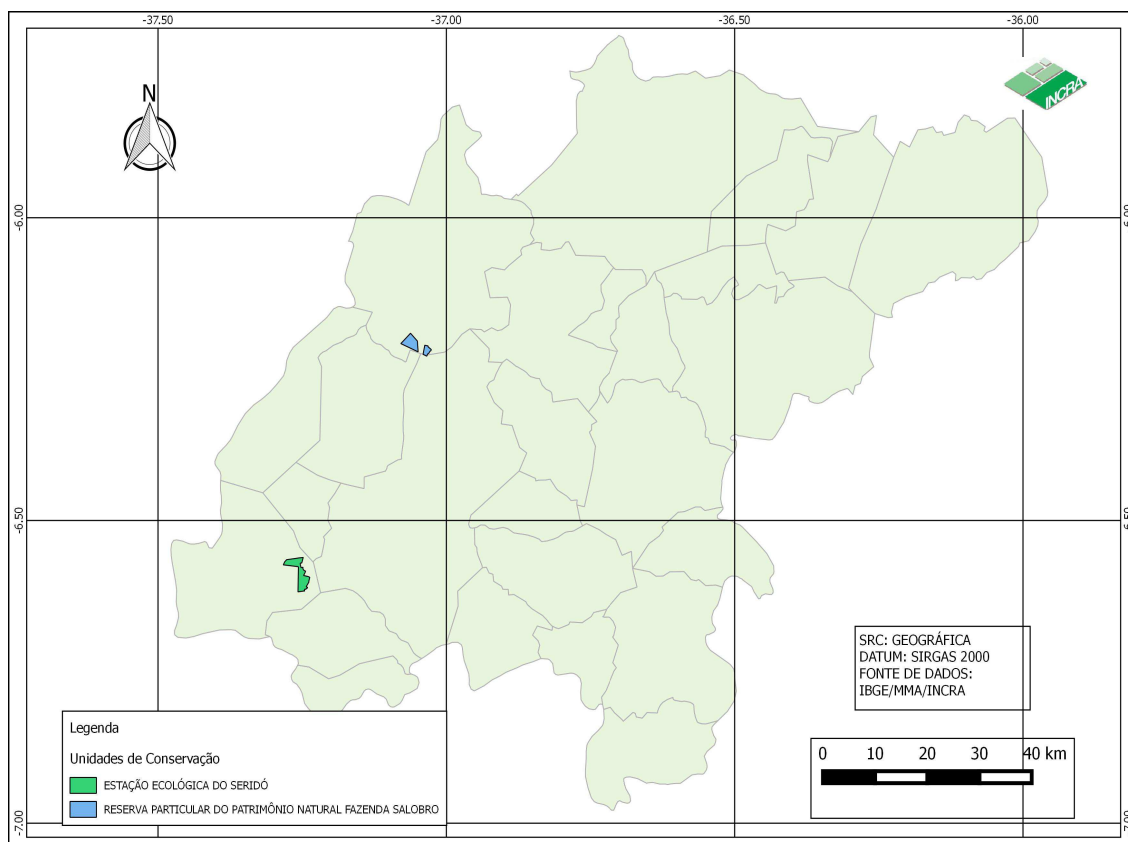 -37.50
-37.00
-36.50
-36.00
N
INCRA
-6.00
-6.00
-6.50
-6.50
SRC: GEOGRÁFICA
DATUM: SIRGAS 2000
FONTE DE DADOS:
IBGE/MMA/INCRA
Legenda
Unidades de Conservação
ESTAÇÃO ECOLÓGICA DO SERIDÓ
RESERVA PARTICULAR DO PATRIMÔNIO NATURAL FAZENDA SALOBRO
0 10 20 30 40 km
-7.00
-7.00